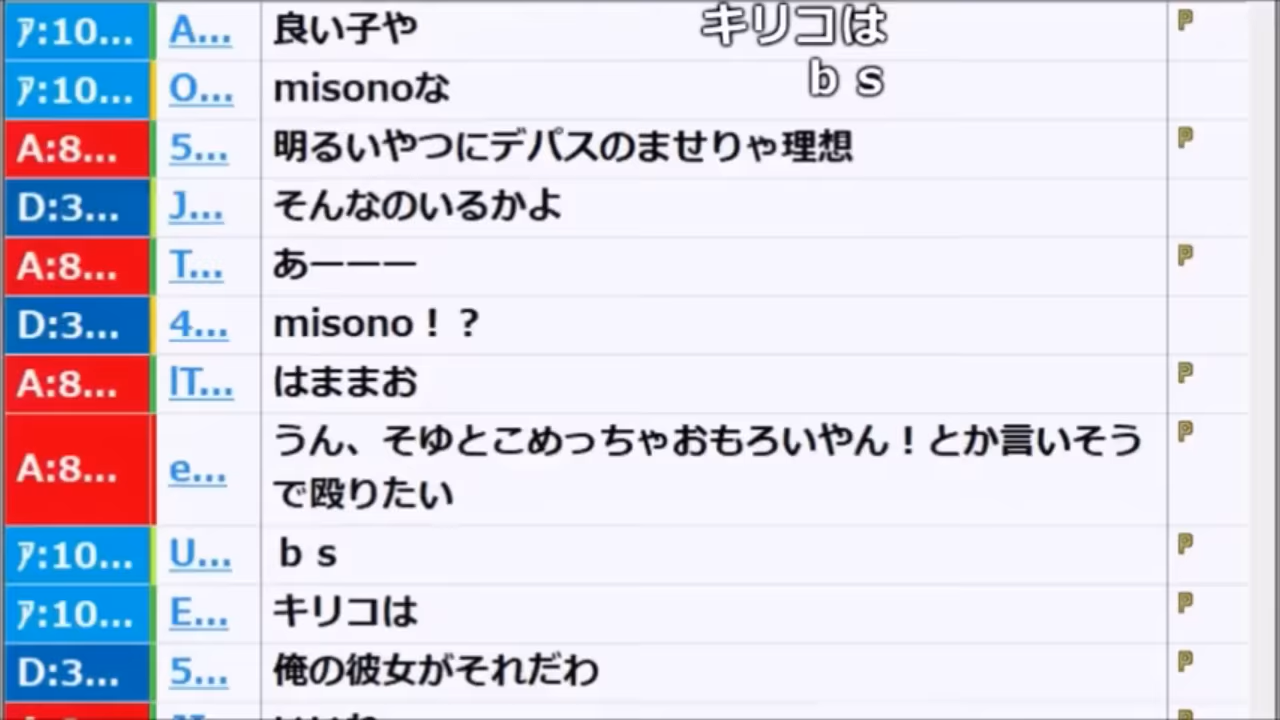 ｱ:10... A... 良い子や P
キリコは
ｂｓ
ｱ:10... O... misonoな
A:8... 5... 明るいやつにデパスのませりゃ理想 P
D:3... J... そんなのいるかよ
A:8... T... あーーー P
D:3... 4... misono！？
A:8... IT... はままお P
A:8... e... うん、そゆとこめっちゃおもろいやん！とか言いそう P
で殴りたい
ｱ:10... U... ｂｓ P
ｱ:10... E... キリコは P
D:3... 5... 俺の彼女がそれだわ P